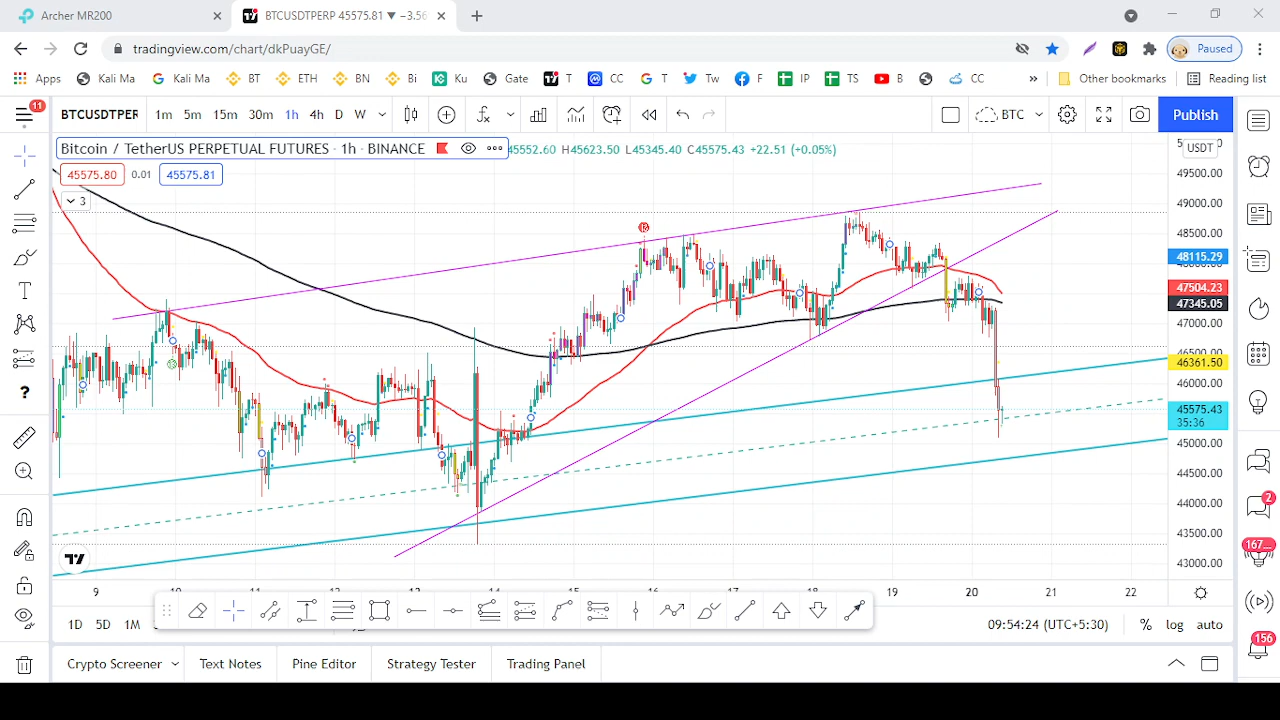 Archer MR200
BTCUSDTPERP 45575.81 ▼ −3.56
tradingview.com/chart/dkPuayGE/
Paused
Apps Kali Ma Kali Ma BT ETH BN Bi Ku Gate T CC T Tw F IP TS B CC » Other bookmarks Reading list
11 BTCUSDTPER 1m 5m 15m 30m 1h 4h D W BTC Publish
Bitcoin / TetherUS PERPETUAL FUTURES · 1h · BINANCE 45552.60 H45623.50 L45345.40 C45575.43 +22.51 (+0.05%)
USDT
45575.80 0.01 45575.81
3
49500.00
49000.00
48500.00
48115.29
47504.23
47345.05
47000.00
46361.50
46000.00
45575.43
35:36
45000.00
44500.00
44000.00
43500.00
43000.00
2
167
156
9 10 11 12 13 14 15 16 17 18 19 20 21 22
1D 5D 1M 09:54:24 (UTC+5:30) % log auto
Crypto Screener Text Notes Pine Editor Strategy Tester Trading Panel